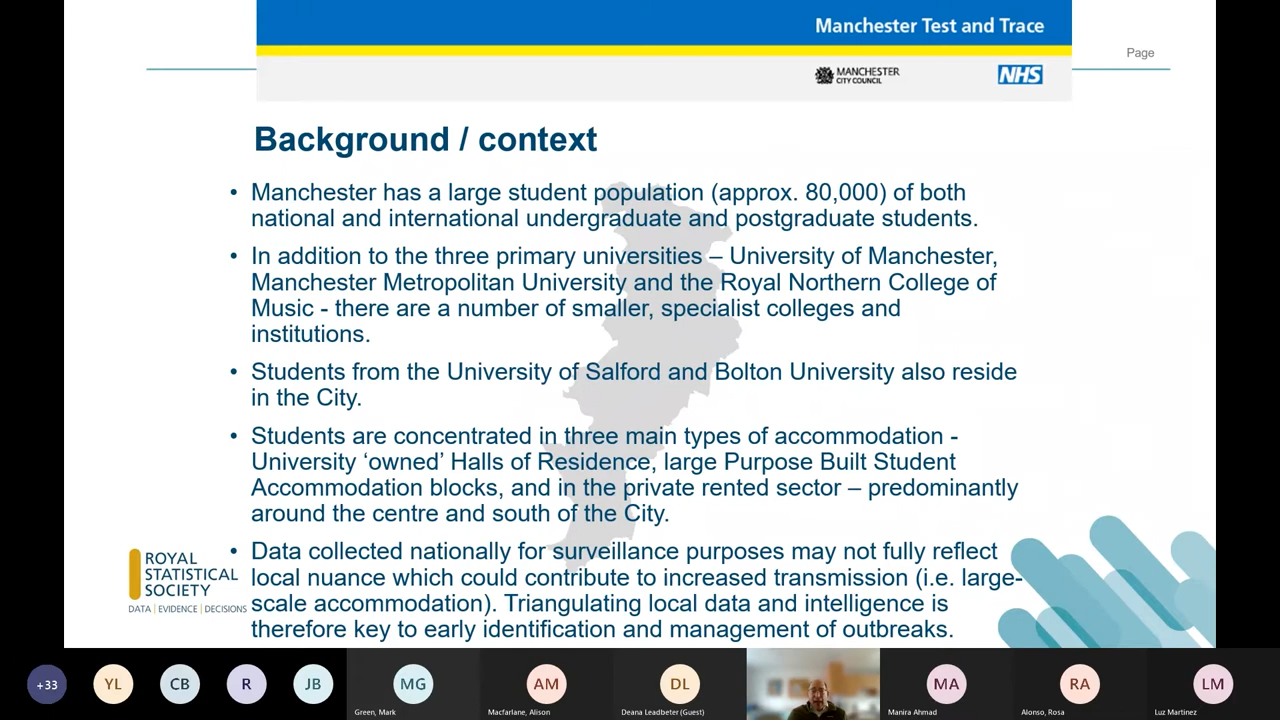 Manchester Test and Trace
Page
MANCHESTER
CITY COUNCIL
NHS
Background / context
• Manchester has a large student population (approx. 80,000) of both
national and international undergraduate and postgraduate students.
• In addition to the three primary universities – University of Manchester,
Manchester Metropolitan University and the Royal Northern College of
Music - there are a number of smaller, specialist colleges and
institutions.
• Students from the University of Salford and Bolton University also reside
in the City.
• Students are concentrated in three main types of accommodation -
University ‘owned’ Halls of Residence, large Purpose Built Student
Accommodation blocks, and in the private rented sector – predominantly
around the centre and south of the City.
• Data collected nationally for surveillance purposes may not fully reflect
local nuance which could contribute to increased transmission (i.e. large-
scale accommodation). Triangulating local data and intelligence is
therefore key to early identification and management of outbreaks.
ROYAL
STATISTICAL
SOCIETY
DATA | EVIDENCE | DECISIONS
+33
YL
CB
R
JB
MG
Green, Mark
AM
Macfarlane, Alison
DL
Deana Leadbeter (Guest)
MA
Manira Ahmad
RA
Alonso, Rosa
LM
Luz Martinez